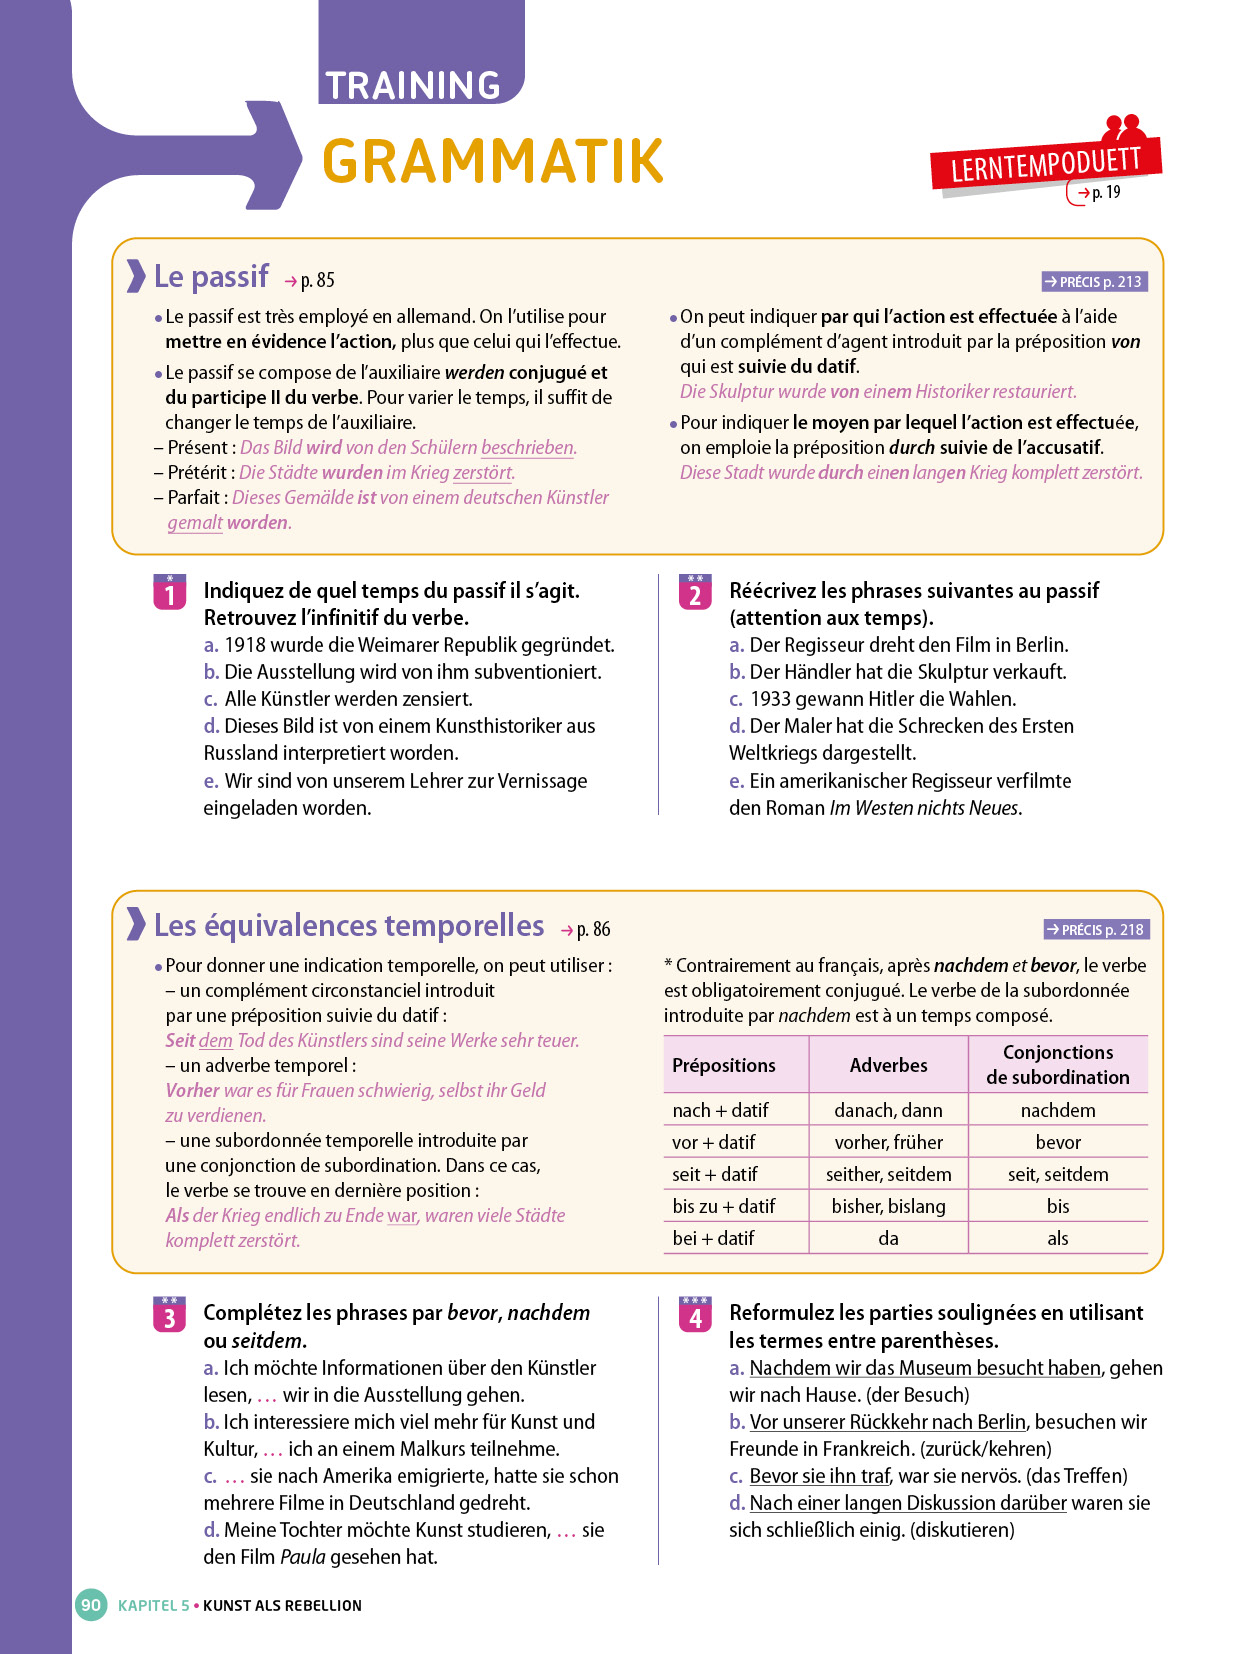 TRAINING
GRAMMATIK
LERNTEMPODUETT
→ p. 19
Le passif → p. 85
→ PRÉCIS p. 213
• Le passif est très employé en allemand. On l’utilise pour
mettre en évidence l’action, plus que celui qui l’effectue.
• Le passif se compose de l’auxiliaire werden conjugué et
du participe II du verbe. Pour varier le temps, il suffit de
changer le temps de l’auxiliaire.
– Présent : Das Bild wird von den Schülern beschrieben.
– Prétérit : Die Städte wurden im Krieg zerstört.
– Parfait : Dieses Gemälde ist von einem deutschen Künstler
gemalt worden.
• On peut indiquer par qui l’action est effectuée à l’aide
d’un complément d’agent introduit par la préposition von
qui est suivie du datif.
Die Skulptur wurde von einem Historiker restauriert.
• Pour indiquer le moyen par lequel l’action est effectuée,
on emploie la préposition durch suivie de l’accusatif.
Diese Stadt wurde durch einen langen Krieg komplett zerstört.
*
1 Indiquez de quel temps du passif il s’agit.
Retrouvez l’infinitif du verbe.
a. 1918 wurde die Weimarer Republik gegründet.
b. Die Ausstellung wird von ihm subventioniert.
c. Alle Künstler werden zensiert.
d. Dieses Bild ist von einem Kunsthistoriker aus
Russland interpretiert worden.
e. Wir sind von unserem Lehrer zur Vernissage
eingeladen worden.
**
2 Réécrivez les phrases suivantes au passif
(attention aux temps).
a. Der Regisseur dreht den Film in Berlin.
b. Der Händler hat die Skulptur verkauft.
c. 1933 gewann Hitler die Wahlen.
d. Der Maler hat die Schrecken des Ersten
Weltkriegs dargestellt.
e. Ein amerikanischer Regisseur verfilmte
den Roman Im Westen nichts Neues.
Les équivalences temporelles → p. 86
→ PRÉCIS p. 218
• Pour donner une indication temporelle, on peut utiliser :
– un complément circonstanciel introduit
par une préposition suivie du datif :
Seit dem Tod des Künstlers sind seine Werke sehr teuer.
– un adverbe temporel :
Vorher war es für Frauen schwierig, selbst ihr Geld
zu verdienen.
– une subordonnée temporelle introduite par
une conjonction de subordination. Dans ce cas,
le verbe se trouve en dernière position :
Als der Krieg endlich zu Ende war, waren viele Städte
komplett zerstört.
* Contrairement au français, après nachdem et bevor, le verbe
est obligatoirement conjugué. Le verbe de la subordonnée
introduite par nachdem est à un temps composé.
Prépositions Adverbes Conjonctions
de subordination
nach + datif danach, dann nachdem
vor + datif vorher, früher bevor
seit + datif seither, seitdem seit, seitdem
bis zu + datif bisher, bislang bis
bei + datif da als
**
3 Complétez les phrases par bevor, nachdem
ou seitdem.
a. Ich möchte Informationen über den Künstler
lesen, … wir in die Ausstellung gehen.
b. Ich interessiere mich viel mehr für Kunst und
Kultur, … ich an einem Malkurs teilnehme.
c. … sie nach Amerika emigrierte, hatte sie schon
mehrere Filme in Deutschland gedreht.
d. Meine Tochter möchte Kunst studieren, … sie
den Film Paula gesehen hat.
***
4 Reformulez les parties soulignées en utilisant
les termes entre parenthèses.
a. Nachdem wir das Museum besucht haben, gehen
wir nach Hause. (der Besuch)
b. Vor unserer Rückkehr nach Berlin, besuchen wir
Freunde in Frankreich. (zurück/kehren)
c. Bevor sie ihn traf, war sie nervös. (das Treffen)
d. Nach einer langen Diskussion darüber waren sie
sich schließlich einig. (diskutieren)
90 KAPITEL 5 • KUNST ALS REBELLION